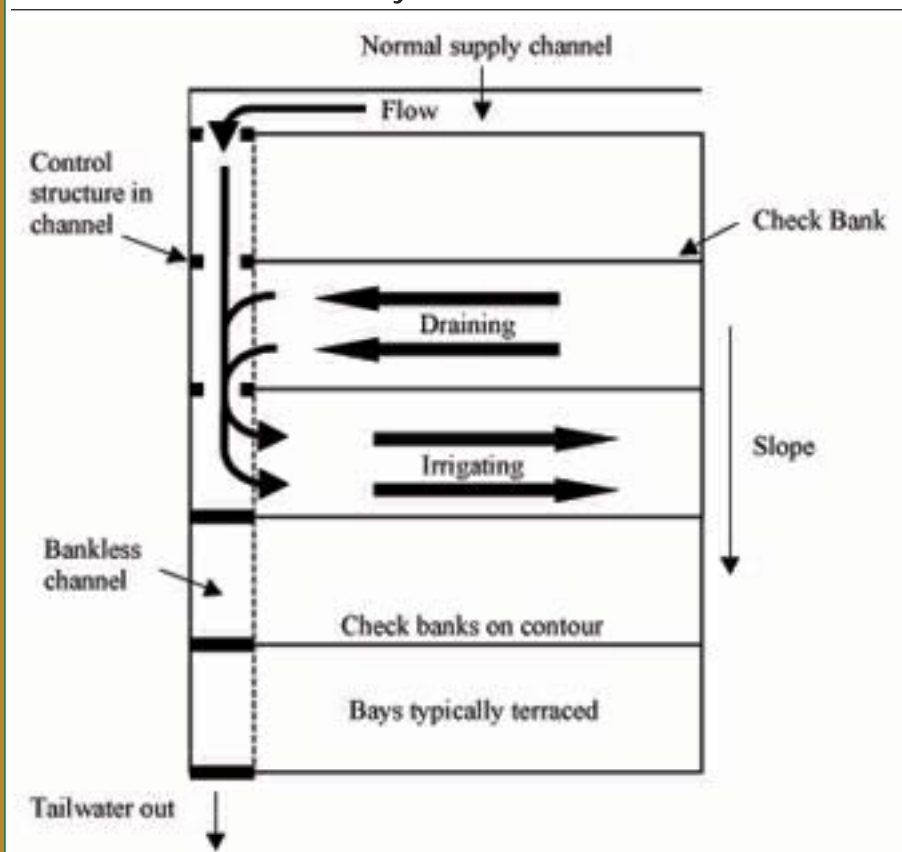 Normal supply channel
Flow
Control
structure in
channel
Check Bank
Draining
Irrigating
Slope
Bankless
channel
Check banks on contour
Bays typically terraced
Tailwater out